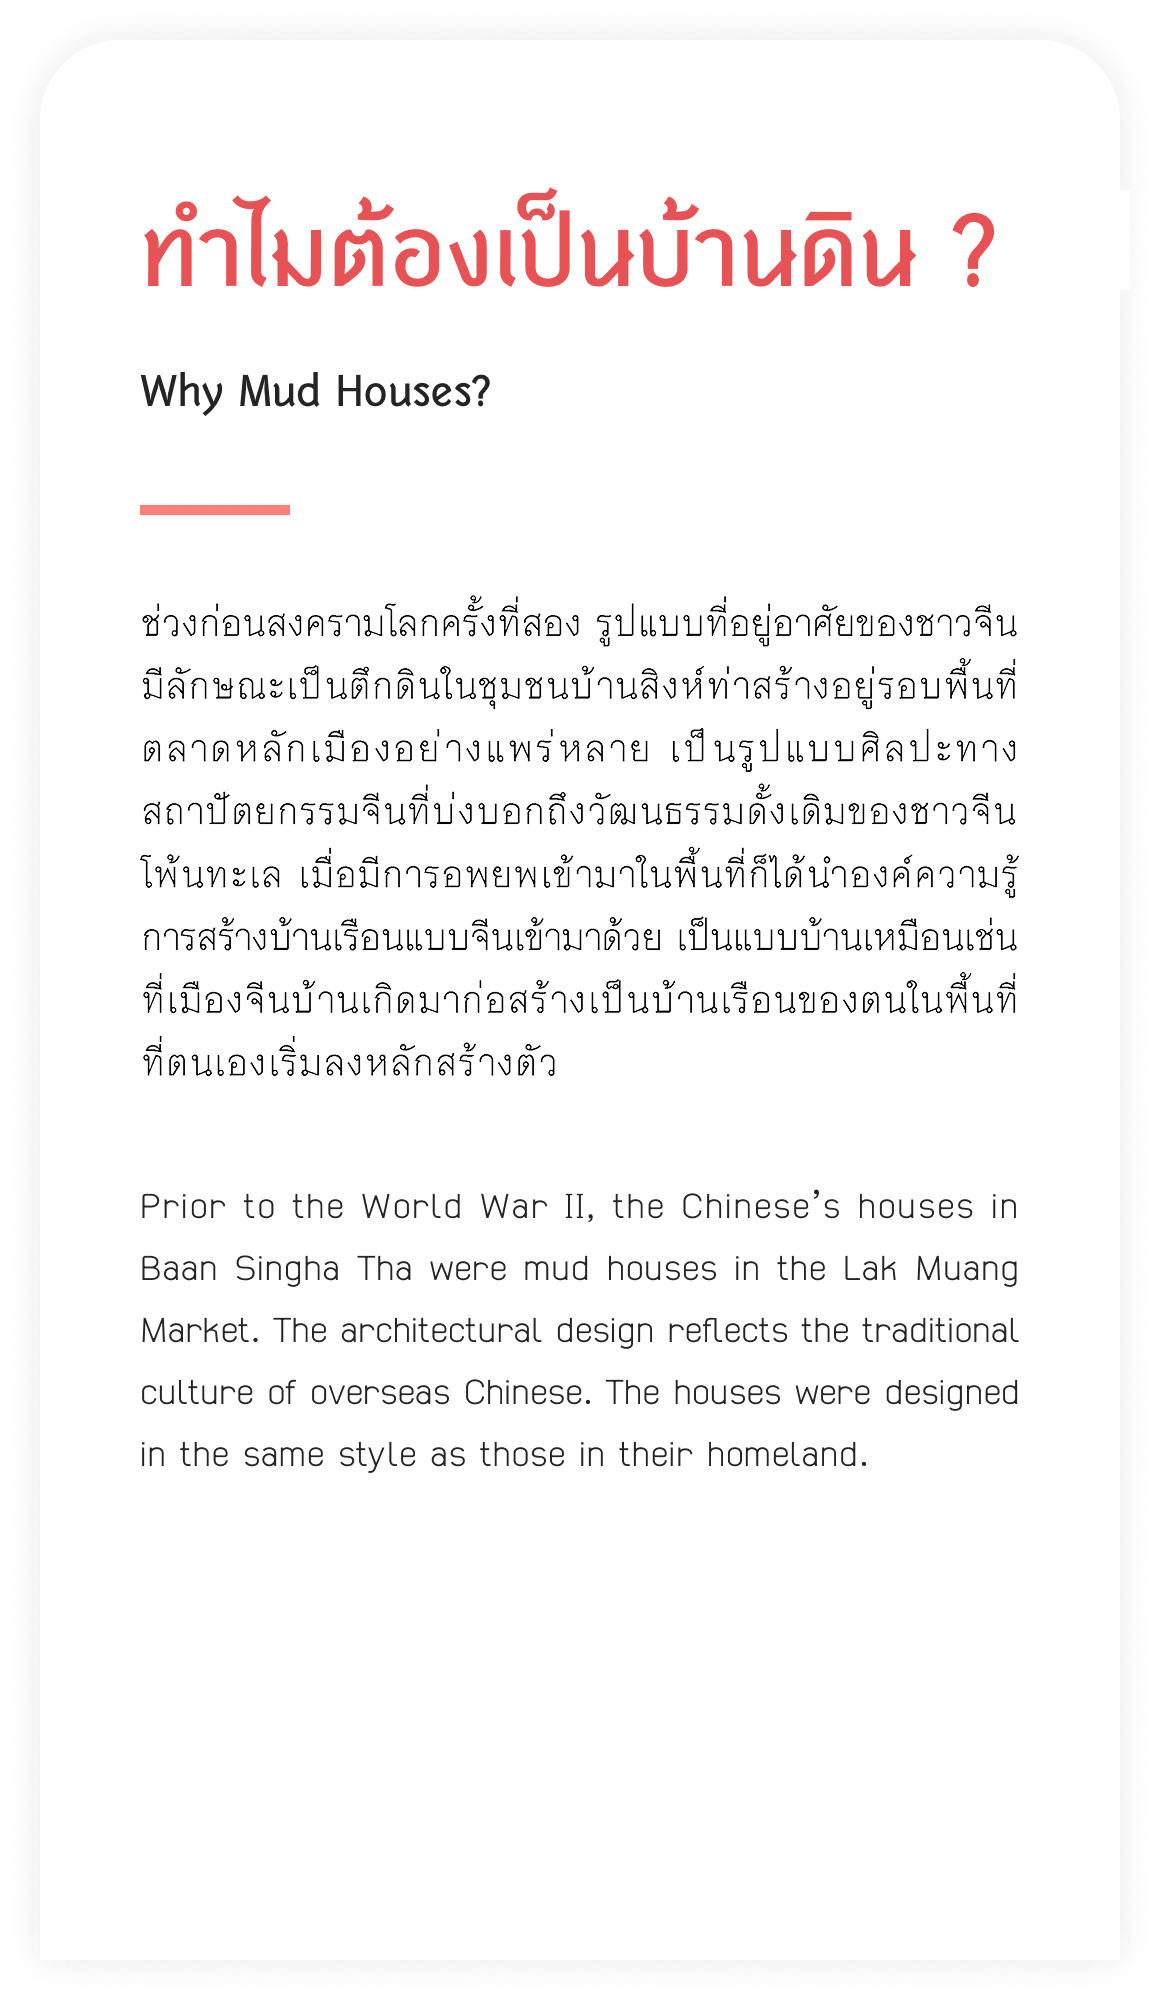 ทำไมต้องเป็นบ้านดิน ?
Why Mud Houses?
ช่วงก่อนสงครามโลกครั้งที่สอง รูปแบบที่อยู่อาศัยของชาวจีน
มีลักษณะเป็นตึกดินในชุมชนบ้านสิงห์ท่าสร้างอยู่รอบพื้นที่
ตลาดหลักเมืองอย่างแพร่หลาย เป็นรูปแบบศิลปะทาง
สถาปัตยกรรมจีนที่บ่งบอกถึงวัฒนธรรมดั้งเดิมของชาวจีน
โพ้นทะเล เมื่อมีการอพยพเข้ามาในพื้นที่ก็ได้นำองค์ความรู้
การสร้างบ้านเรือนแบบจีนเข้ามาด้วย เป็นแบบบ้านเหมือนเช่น
ที่เมืองจีนบ้านเกิดมาก่อสร้างเป็นบ้านเรือนของตนในพื้นที่
ที่ตนเองเริ่มลงหลักสร้างตัว
Prior to the World War II, the Chinese’s houses in
Baan Singha Tha were mud houses in the Lak Muang
Market. The architectural design reflects the traditional
culture of overseas Chinese. The houses were designed
in the same style as those in their homeland.